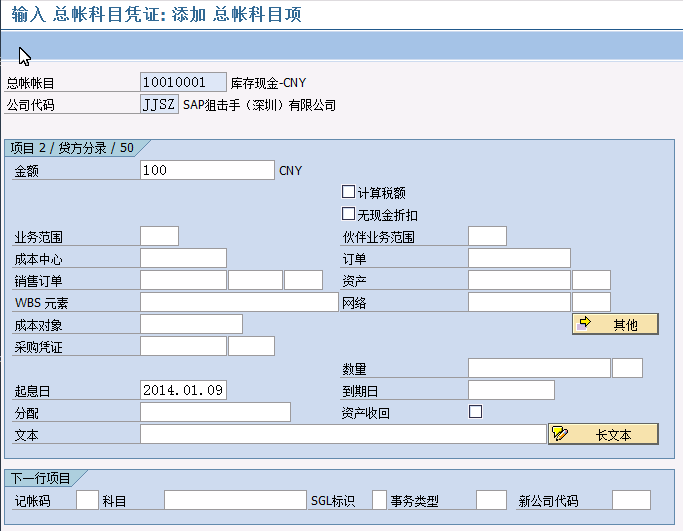 输入 总帐科目凭证: 添加 总帐科目项
总帐帐目 10010001 库存现金-CNY
公司代码 JJSZ SAP狙击手（深圳）有限公司
项目 2 / 贷方分录 / 50
金额 100 CNY
计算税额
无现金折扣
业务范围 伙伴业务范围
成本中心 订单
销售订单 资产
WBS 元素 网络
成本对象 其他
采购凭证
数量
起息日 2014.01.09 到期日
分配 资产收回
文本 长文本
下一行项目
记帐码 科目 SGL标识 事务类型 新公司代码